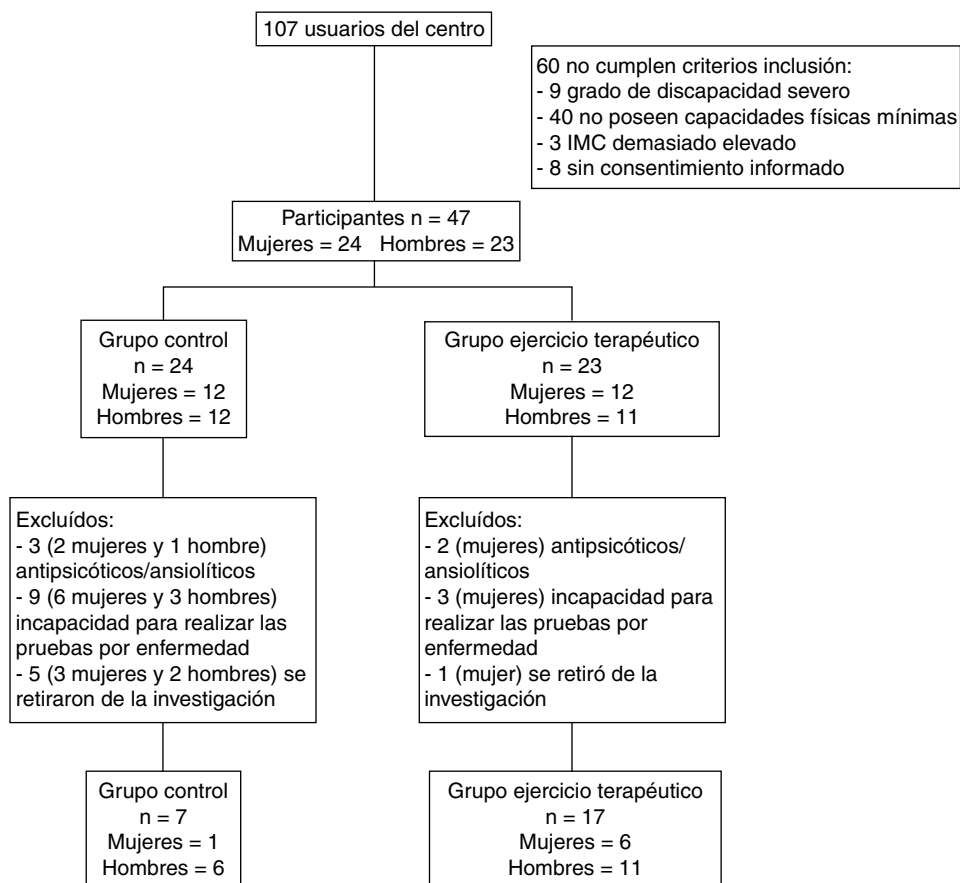 107 usuarios del centro
60 no cumplen criterios inclusión:
- 9 grado de discapacidad severo
- 40 no poseen capacidades físicas mínimas
- 3 IMC demasiado elevado
- 8 sin consentimiento informado
Participantes n = 47
Mujeres = 24 Hombres = 23
Grupo control
n = 24
Mujeres = 12
Hombres = 12
Grupo ejercicio terapéutico
n = 23
Mujeres = 12
Hombres = 11
Excluídos:
- 3 (2 mujeres y 1 hombre)
antipsicóticos/ansiolíticos
- 9 (6 mujeres y 3 hombres)
incapacidad para realizar las
pruebas por enfermedad
- 5 (3 mujeres y 2 hombres) se
retiraron de la investigación
Excluídos:
- 2 (mujeres) antipsicóticos/
ansiolíticos
- 3 (mujeres) incapacidad para
realizar las pruebas por
enfermedad
- 1 (mujer) se retiró de la
investigación
Grupo control
n = 7
Mujeres = 1
Hombres = 6
Grupo ejercicio terapéutico
n = 17
Mujeres = 6
Hombres = 11